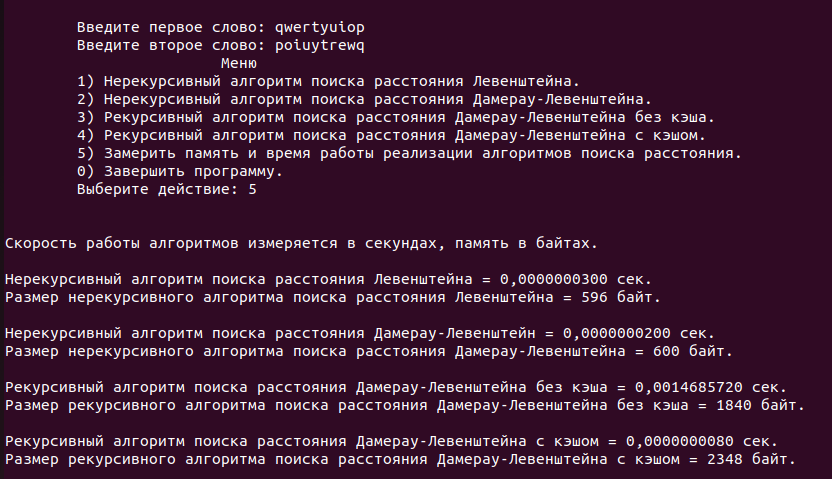 Введите первое слово: qwertyuiop
Введите второе слово: poiuytrewq
Меню
1) Нерекурсивный алгоритм поиска расстояния Левенштейна.
2) Нерекурсивный алгоритм поиска расстояния Дамерау-Левенштейна.
3) Рекурсивный алгоритм поиска расстояния Дамерау-Левенштейна без кэша.
4) Рекурсивный алгоритм поиска расстояния Дамерау-Левенштейна с кэшом.
5) Замерить память и время работы реализации алгоритмов поиска расстояния.
0) Завершить программу.
Выберите действие: 5
Скорость работы алгоритмов измеряется в секундах, память в байтах.
Нерекурсивный алгоритм поиска расстояния Левенштейна = 0,0000000300 сек.
Размер нерекурсивного алгоритма поиска расстояния Левенштейна = 596 байт.
Нерекурсивный алгоритм поиска расстояния Дамерау-Левенштейн = 0,0000000200 сек.
Размер нерекурсивного алгоритма поиска расстояния Дамерау-Левенштейна = 600 байт.
Рекурсивный алгоритм поиска расстояния Дамерау-Левенштейна без кэша = 0,0014685720 сек.
Размер рекурсивного алгоритма поиска расстояния Дамерау-Левенштейна без кэша = 1840 байт.
Рекурсивный алгоритм поиска расстояния Дамерау-Левенштейна с кэшом = 0,0000000080 сек.
Размер рекурсивного алгоритма поиска расстояния Дамерау-Левенштейна с кэшом = 2348 байт.